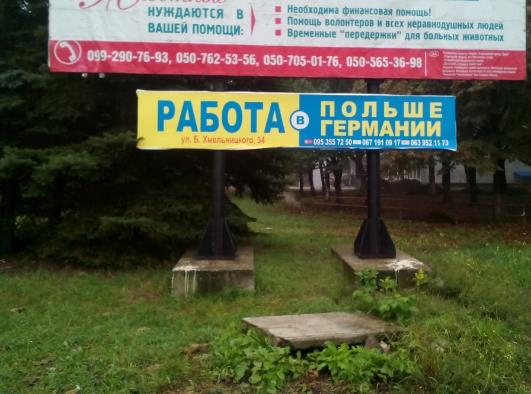 НУЖДАЮТСЯ В
ВАШЕЙ ПОМОЩИ:
Необходима финансовая помощь!
Помощь волонтеров и всех неравнодушных людей
Временные "передержки" для больных животных
099-290-76-93, 050-762-53-56, 050-705-01-76, 050-565-36-98
РАБОТА В ПОЛЬШЕ
ГЕРМАНИИ
ул. Б. Хмельницкого, 34
095 355 72 50 067 191 09 17 063 952 11 73